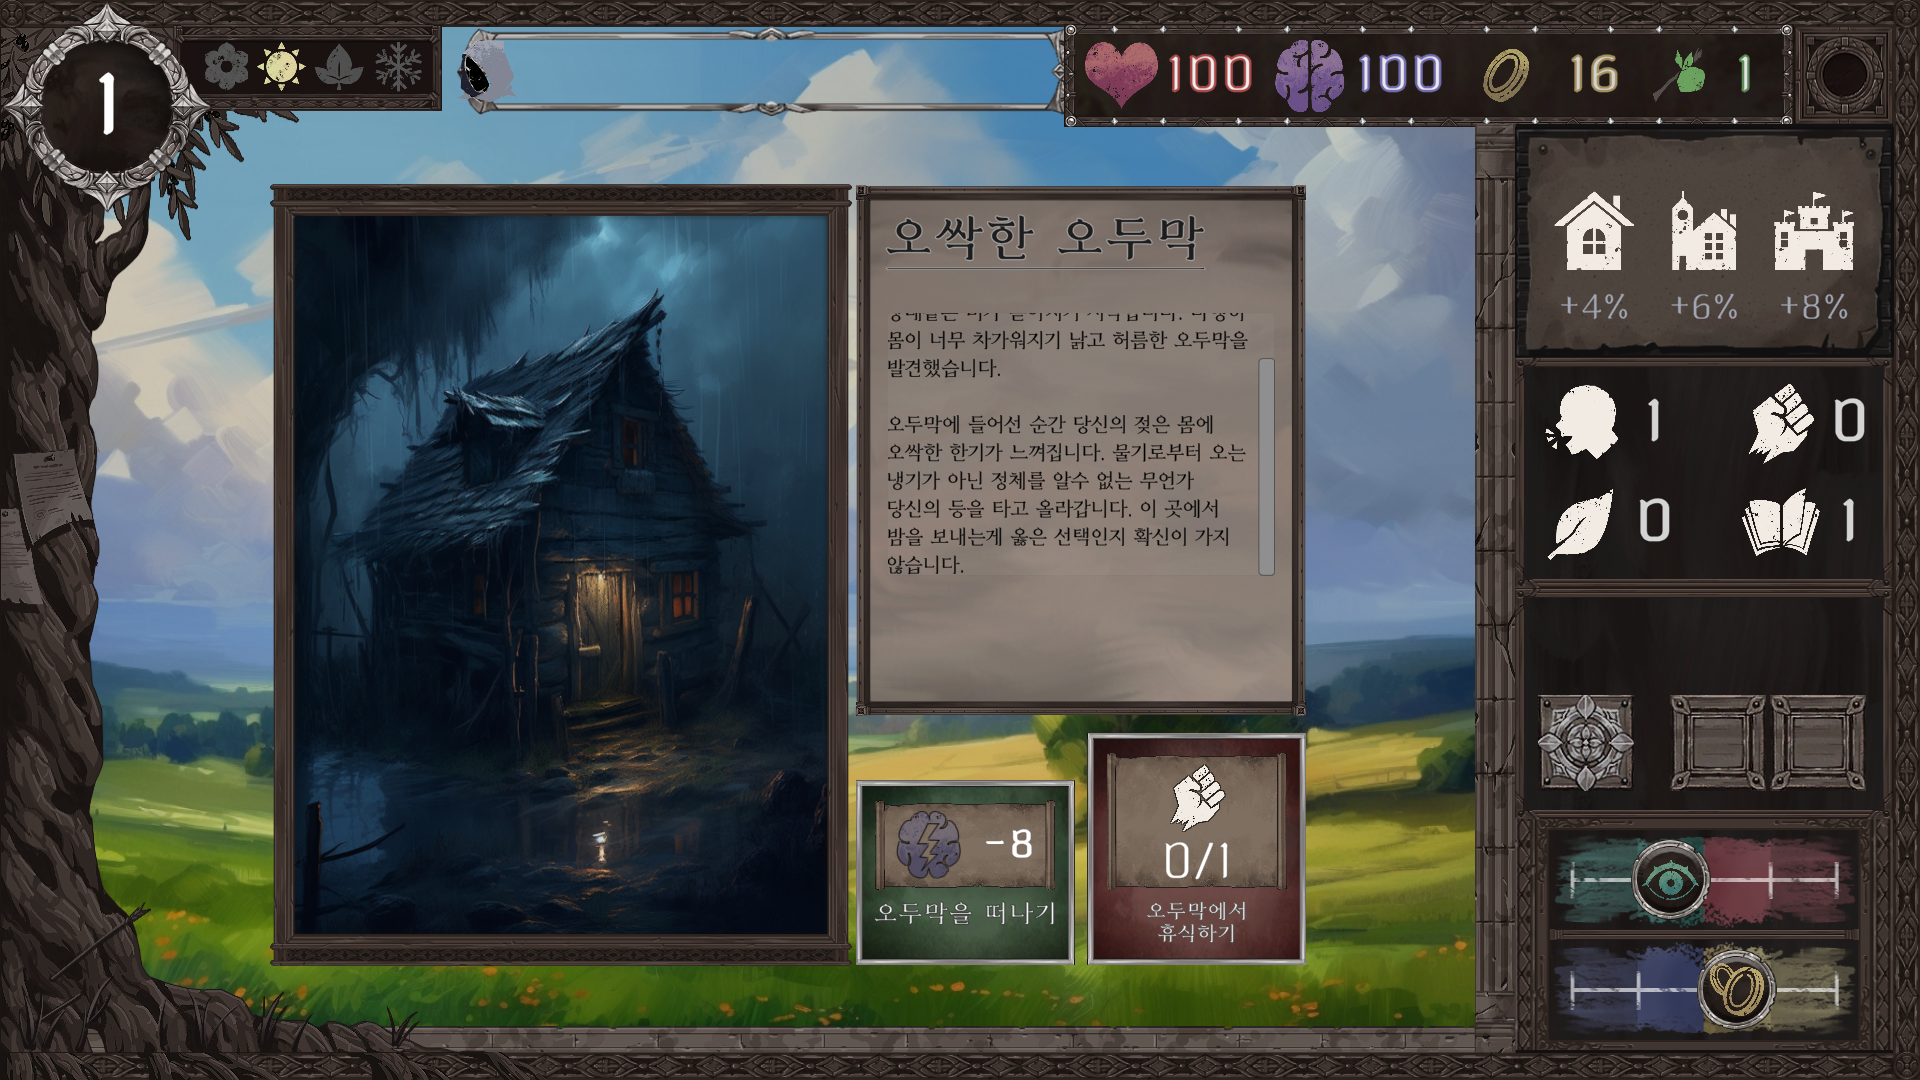 1
100
100
16
1
오싹한 오두막
몸이 너무 차가워지기 낡고 허름한 오두막을
발견했습니다.
오두막에 들어선 순간 당신의 젖은 몸에
오싹한 한기가 느껴집니다. 물기로부터 오는
냉기가 아닌 정체를 알수 없는 무언가
당신의 등을 타고 올라갑니다. 이 곳에서
밤을 보내는게 옳은 선택인지 확신이 가지
않습니다.
-8
오두막을 떠나기
0/1
오두막에서
휴식하기
+4%
+6%
+8%
1
0
0
1